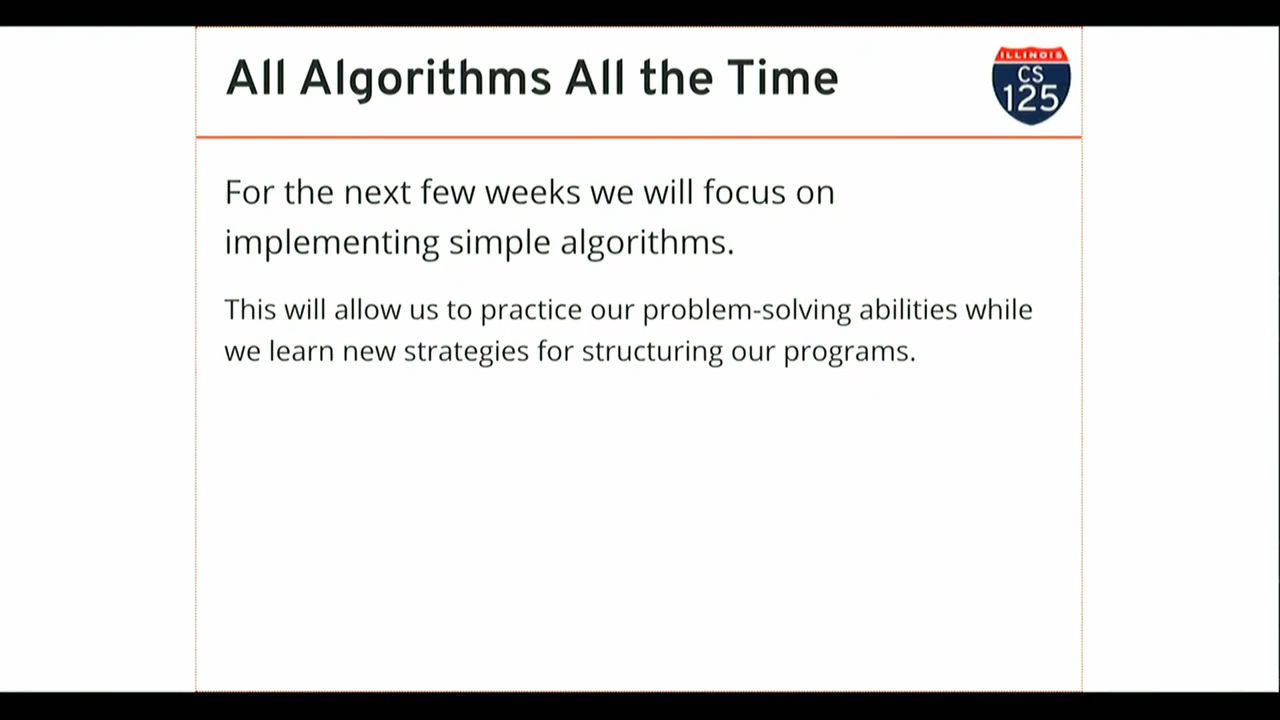 All Algorithms All the Time
ILLINOIS
CS
125
For the next few weeks we will focus on
implementing simple algorithms.
This will allow us to practice our problem-solving abilities while
we learn new strategies for structuring our programs.